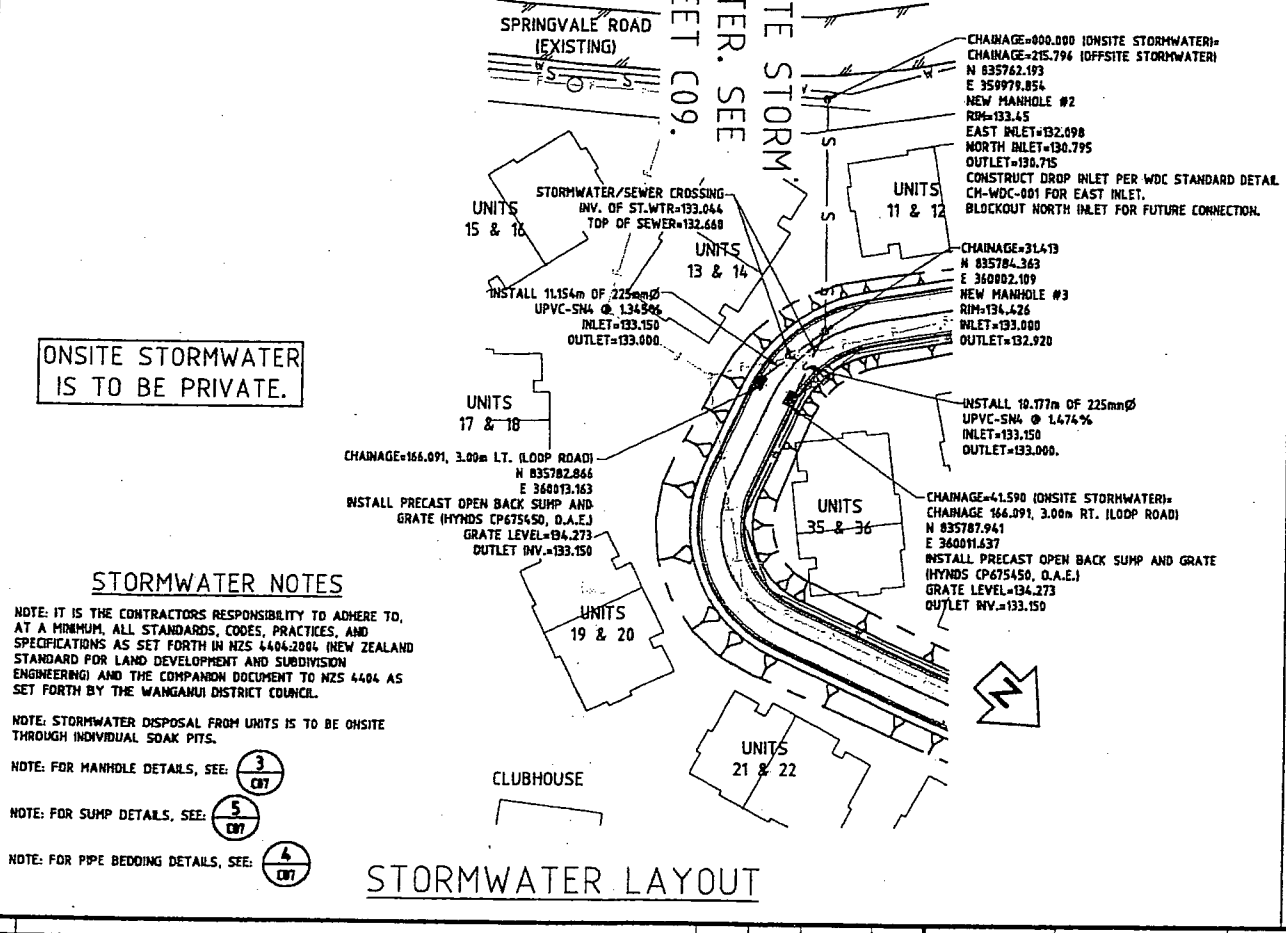 SPRINGVALE ROAD
(EXISTING)
TE STORM
TER. SEE
EET C09.
CHAINAGE=000.000 (ONSITE STORMWATER)=
CHAINAGE=215.796 (OFFSITE STORMWATER)
N 835762.193
E 359979.854
NEW MANHOLE #2
RIM=133.45
EAST INLET=132.098
NORTH INLET=130.795
OUTLET=130.715
CONSTRUCT DROP INLET PER WDC STANDARD DETAIL
CM-WDC-001 FOR EAST INLET.
BLOCKOUT NORTH INLET FOR FUTURE CONNECTION.
STORMWATER/SEWER CROSSING
INV. OF ST.WTR=133.044
TOP OF SEWER=132.660
UNITS
15 & 16
UNITS
13 & 14
UNITS
11 & 12
CHAINAGE=31.413
N 835784.363
E 360002.109
NEW MANHOLE #3
RIM=134.426
INLET=133.000
OUTLET=132.920
INSTALL 11.154m OF 225mmØ
UPVC-SN4 @ 1.345%
INLET=133.150
OUTLET=133.000
ONSITE STORMWATER
IS TO BE PRIVATE.
UNITS
17 & 18
INSTALL 10.177m OF 225mmØ
UPVC-SN4 @ 1.474%
INLET=133.150
OUTLET=133.000.
CHAINAGE=166.091, 3.00m LT. (LOOP ROAD)
N 835782.866
E 360013.163
INSTALL PRECAST OPEN BACK SUMP AND
GRATE (HYNDS CP675450, O.A.E.)
GRATE LEVEL=134.273
OUTLET INV.=133.150
UNITS
35 & 36
CHAINAGE=41.590 (ONSITE STORMWATER)=
CHAINAGE 166.091, 3.00m RT. (LOOP ROAD)
N 835787.941
E 360011.637
INSTALL PRECAST OPEN BACK SUMP AND GRATE
(HYNDS CP675450, O.A.E.)
GRATE LEVEL=134.273
OUTLET INV.=133.150
UNITS
19 & 20
N
UNITS
21 & 22
CLUBHOUSE
STORMWATER NOTES
NOTE: IT IS THE CONTRACTORS RESPONSIBILITY TO ADHERE TO,
AT A MINIMUM, ALL STANDARDS, CODES, PRACTICES, AND
SPECIFICATIONS AS SET FORTH IN NZS 4404:2004 (NEW ZEALAND
STANDARD FOR LAND DEVELOPMENT AND SUBDIVISION
ENGINEERING) AND THE COMPANION DOCUMENT TO NZS 4404 AS
SET FORTH BY THE WANGANUI DISTRICT COUNCIL.
NOTE: STORMWATER DISPOSAL FROM UNITS IS TO BE ONSITE
THROUGH INDIVIDUAL SOAK PITS.
NOTE: FOR MANHOLE DETAILS, SEE: 3
C07
NOTE: FOR SUMP DETAILS, SEE: 5
C07
NOTE: FOR PIPE BEDDING DETAILS, SEE: 4
C07
STORMWATER LAYOUT